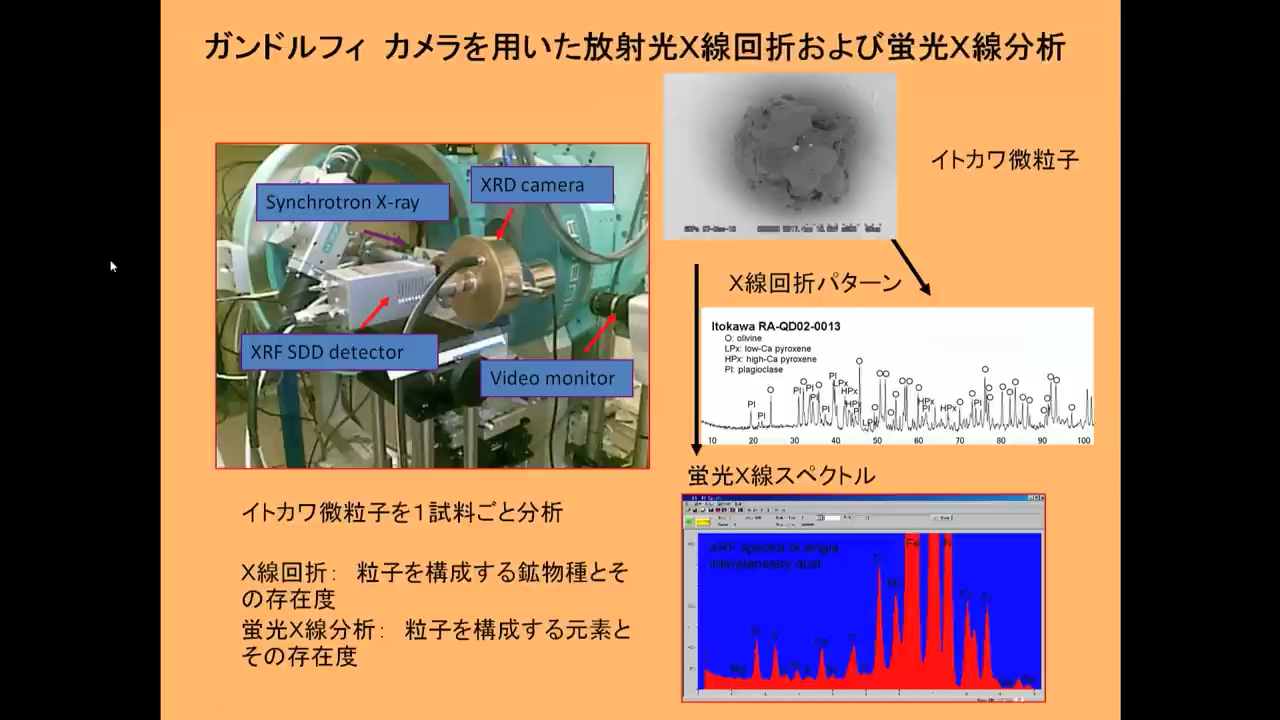 ガンドルフィ カメラを用いた放射光X線回折および蛍光X線分析
イトカワ微粒子
Synchrotron X-ray
XRD camera
XRF SDD detector
Video monitor
X線回折パターン
Itokawa RA-QD02-0013
O: olivine
LPx: low-Ca pyroxene
HPx: high-Ca pyroxene
Pl: plagioclase
10 20 30 40 50 60 70 80 90 100
蛍光X線スペクトル
XRF spectra of single
interplanetary dust
イトカワ微粒子を1試料ごと分析
X線回折： 粒子を構成する鉱物種とそ
の存在度
蛍光X線分析： 粒子を構成する元素と
その存在度